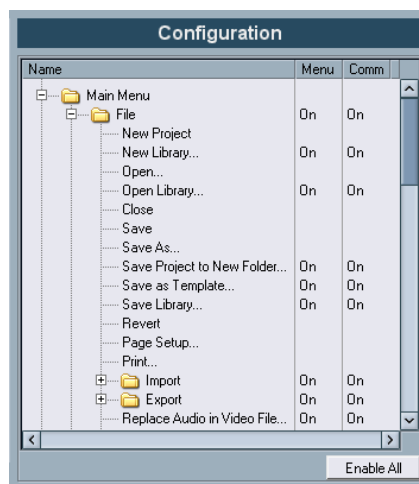 Configuration
Name Menu Comm
Main Menu
File On On
New Project
New Library... On On
Open...
Open Library... On On
Close
Save
Save As...
Save Project to New Folder... On On
Save as Template... On On
Save Library... On On
Revert
Page Setup...
Print...
Import On On
Export On On
Replace Audio in Video File... On On
Enable All